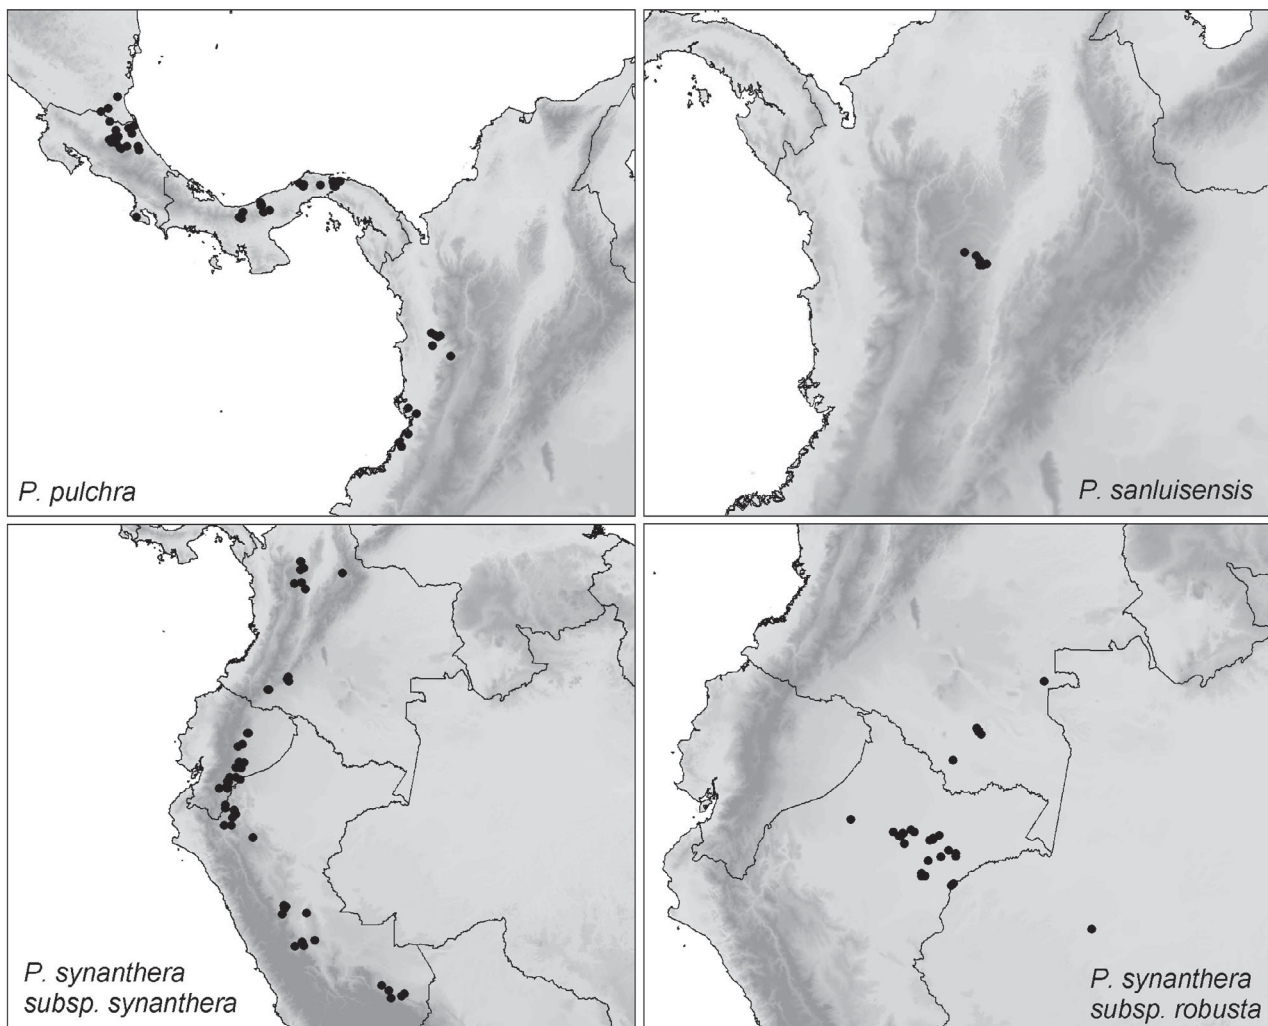 P. pulchra
P. sanluisensis
P. synanthera
subsp. synanthera
P. synanthera
subsp. robusta